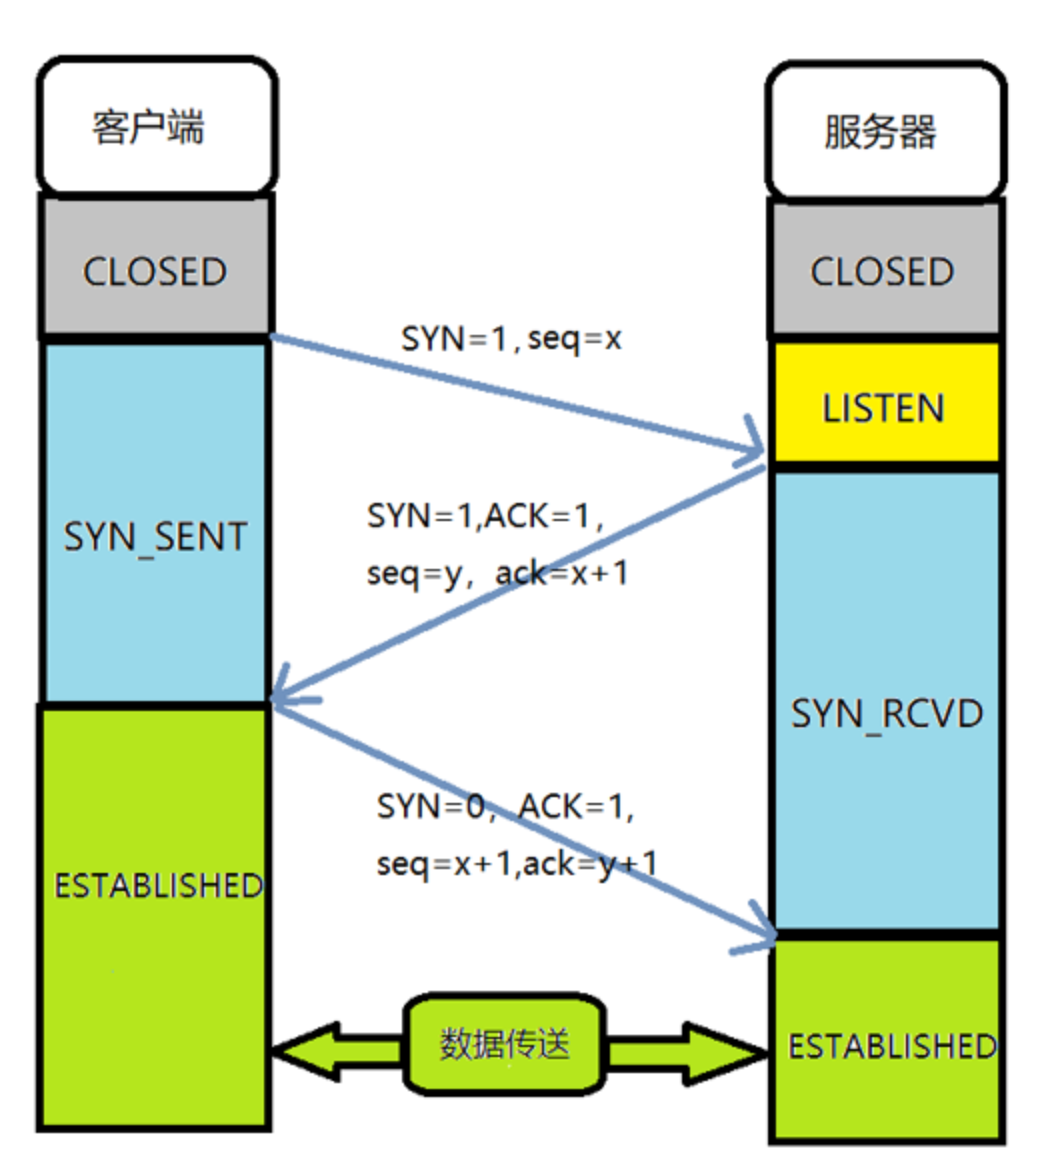 客户端
服务器
CLOSED
CLOSED
SYN=1,seq=x
LISTEN
SYN_SENT
SYN=1,ACK=1,
seq=y, ack=x+1
SYN_RCVD
SYN=0, ACK=1,
seq=x+1,ack=y+1
ESTABLISHED
数据传送
ESTABLISHED